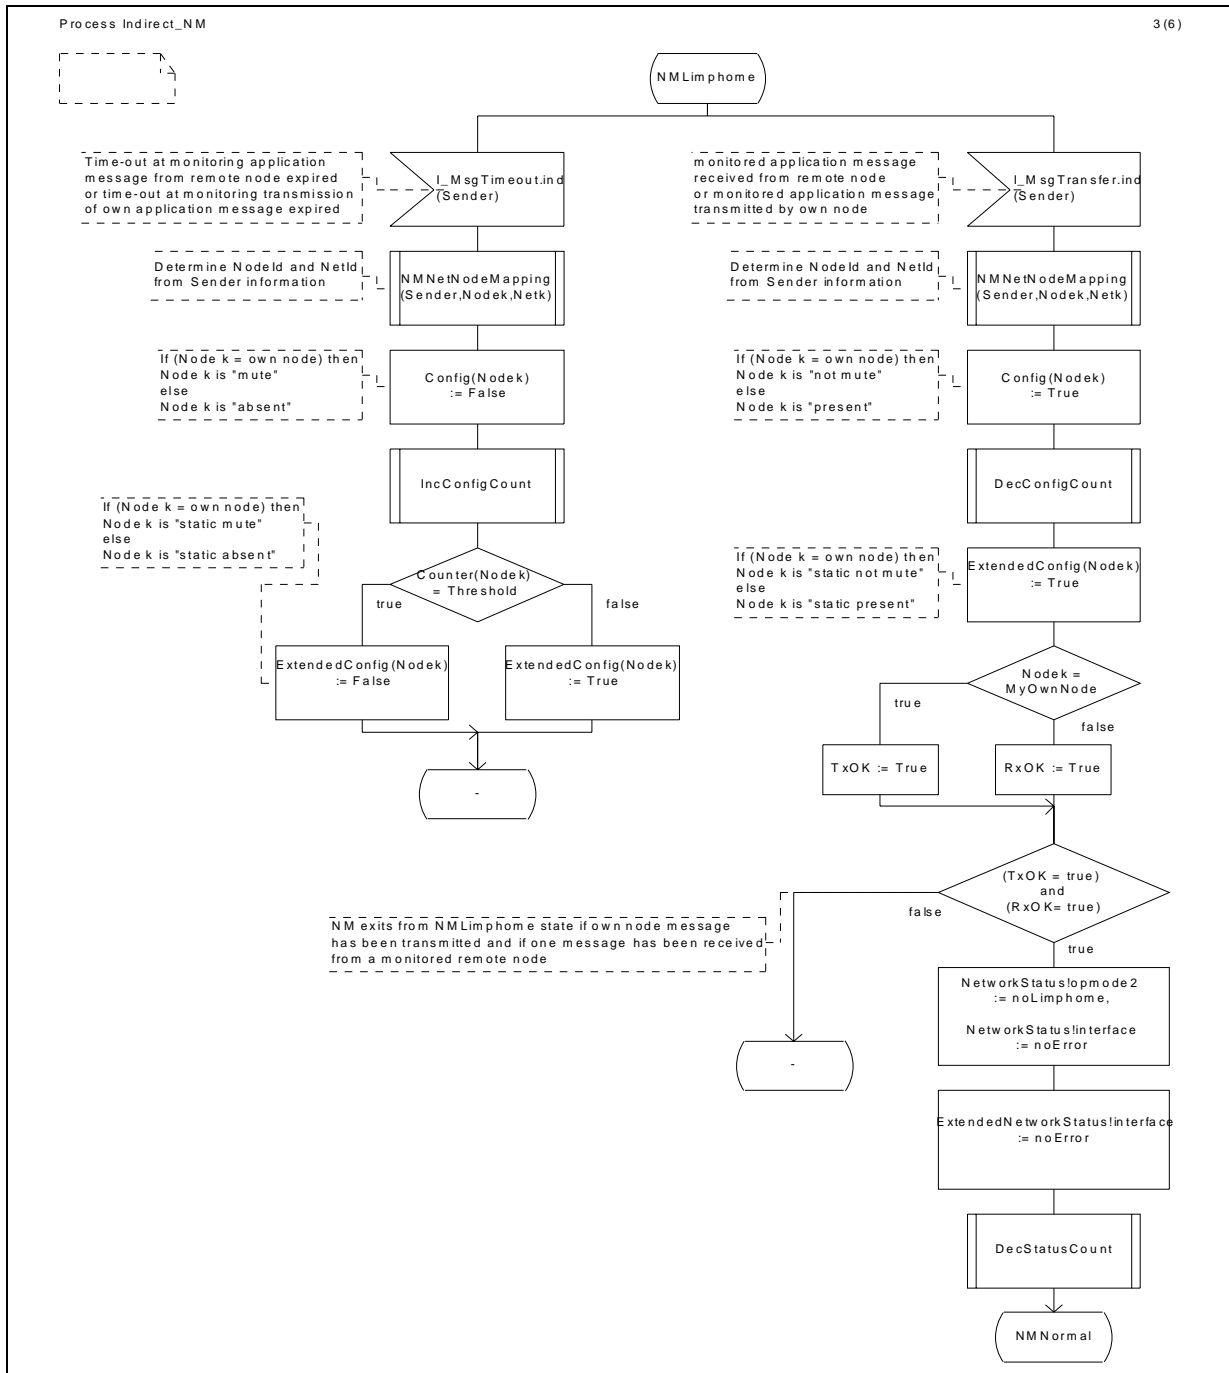 Process Indirect_NM
3(6)
NMLimphome
Time-out at monitoring application
message from remote node expired
or time-out at monitoring transmission
of own application message expired
I_MsgTimeout.ind
(Sender)
Determine NodeId and NetId
from Sender information
NMNetNodeMapping
(Sender,Nodek,Netk)
If (Node k = own node) then
Node k is "mute"
else
Node k is "absent"
Config(Nodek)
:= False
IncConfigCount
If (Node k = own node) then
Node k is "static mute"
else
Node k is "static absent"
Counter(Nodek)
= Threshold
true
false
ExtendedConfig(Nodek)
:= False
ExtendedConfig(Nodek)
:= True
-
monitored application message
received from remote node
or monitored application message
transmitted by own node
I_MsgTransfer.ind
(Sender)
Determine NodeId and NetId
from Sender information
NMNetNodeMapping
(Sender,Nodek,Netk)
If (Node k = own node) then
Node k is "not mute"
else
Node k is "present"
Config(Nodek)
:= True
DecConfigCount
If (Node k = own node) then
Node k is "static not mute"
else
Node k is "static present"
ExtendedConfig(Nodek)
:= True
Nodek =
MyOwnNode
true
false
TxOK := True
RxOK := True
(TxOK = true)
and
(RxOK= true)
false
true
NM exits from NMLimphome state if own node message
has been transmitted and if one message has been received
from a monitored remote node
-
NetworkStatus!opmode2
:= noLimphome,
NetworkStatus!interface
:= noError
ExtendedNetworkStatus!interface
:= noError
DecStatusCount
NMNormal